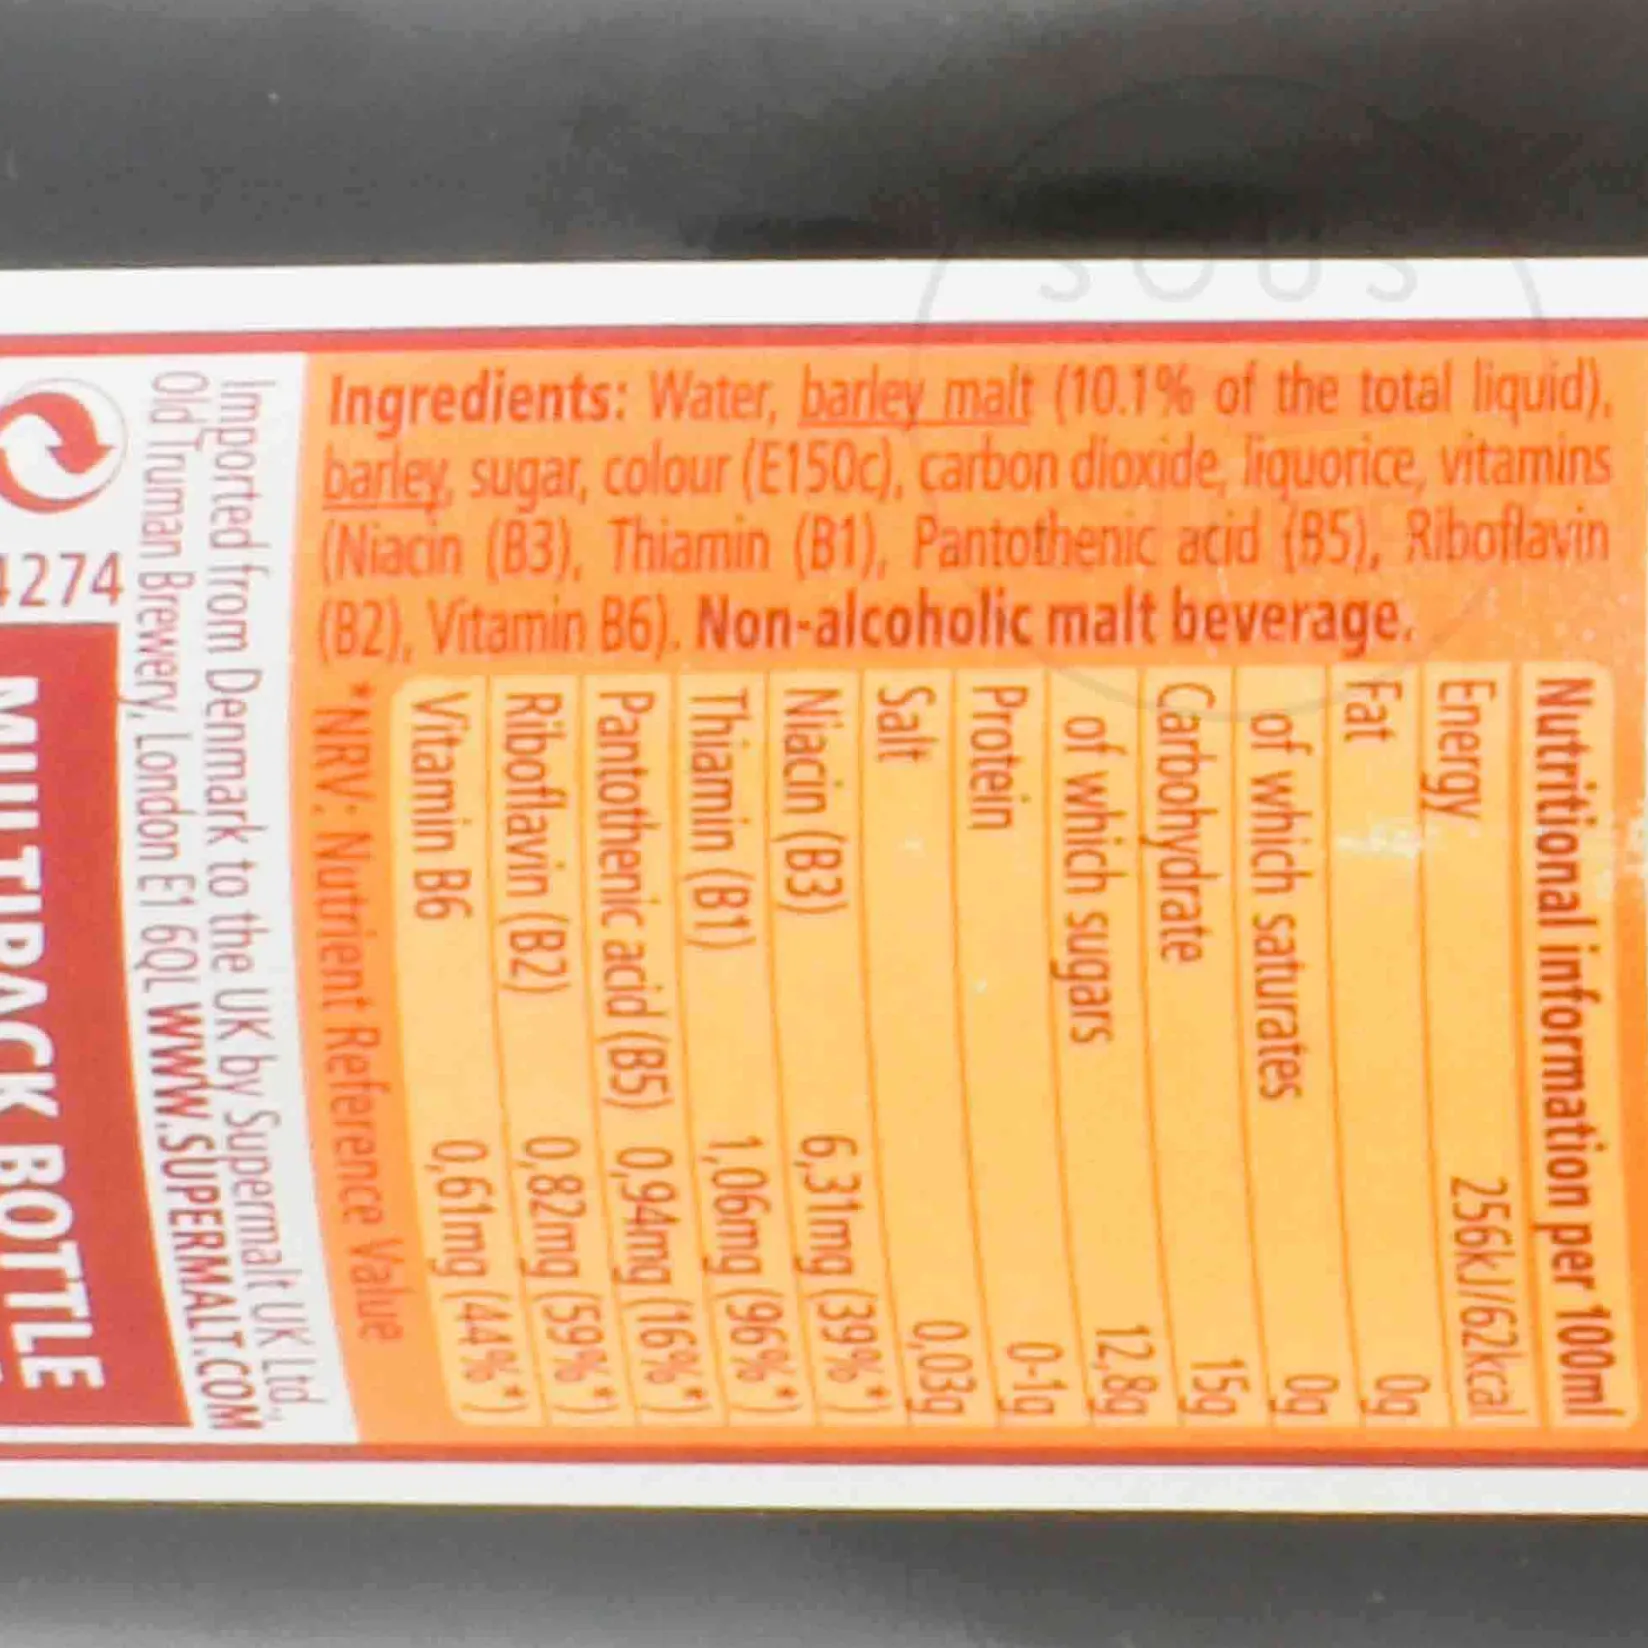 Ingredients: Water, barley malt (10.1% of the total liquid),
barley, sugar, colour (E150c), carbon dioxide, liquorice, vitamins
(Niacin (B3), Thiamin (B1), Pantothenic acid (B5), Riboflavin
(B2), Vitamin B6). Non-alcoholic malt beverage.
Nutritional information per 100ml
Energy 256kJ/62kcal
Fat 0g
of which saturates 0g
Carbohydrate 15g
of which sugars 12,8g
Protein 0-1g
Salt 0,03g
Niacin (B3) 6,31mg (39%*)
Thiamin (B1) 1,06mg (96%*)
Pantothenic acid (B5) 0,94mg (16%*)
Riboflavin (B2) 0,82mg (59%*)
Vitamin B6 0,61mg (44%*)
*NRV: Nutrient Reference Value
Imported from Denmark to the UK by Supermalt UK Ltd.,
Old Truman Brewery, London E1 6QL WWW.SUPERMALT.COM
4274
MULTIPACK BOTTLE